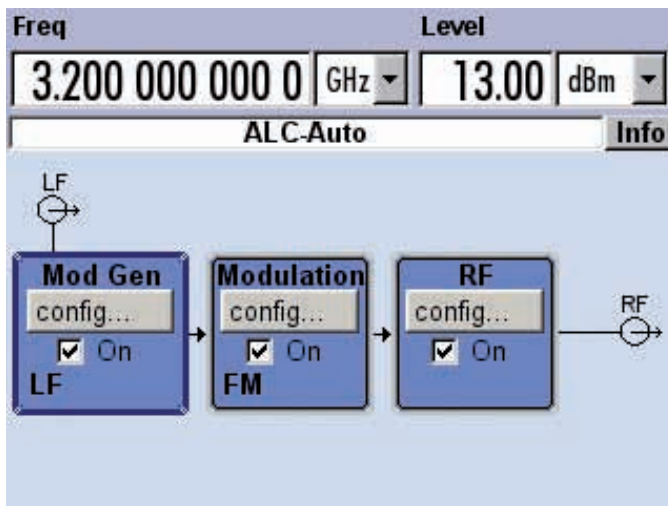 Freq Level
3.200 000 000 0 GHz 13.00 dBm
ALC-Auto Info
LF
Mod Gen Modulation RF
config... config... config... RF
On On On
LF FM